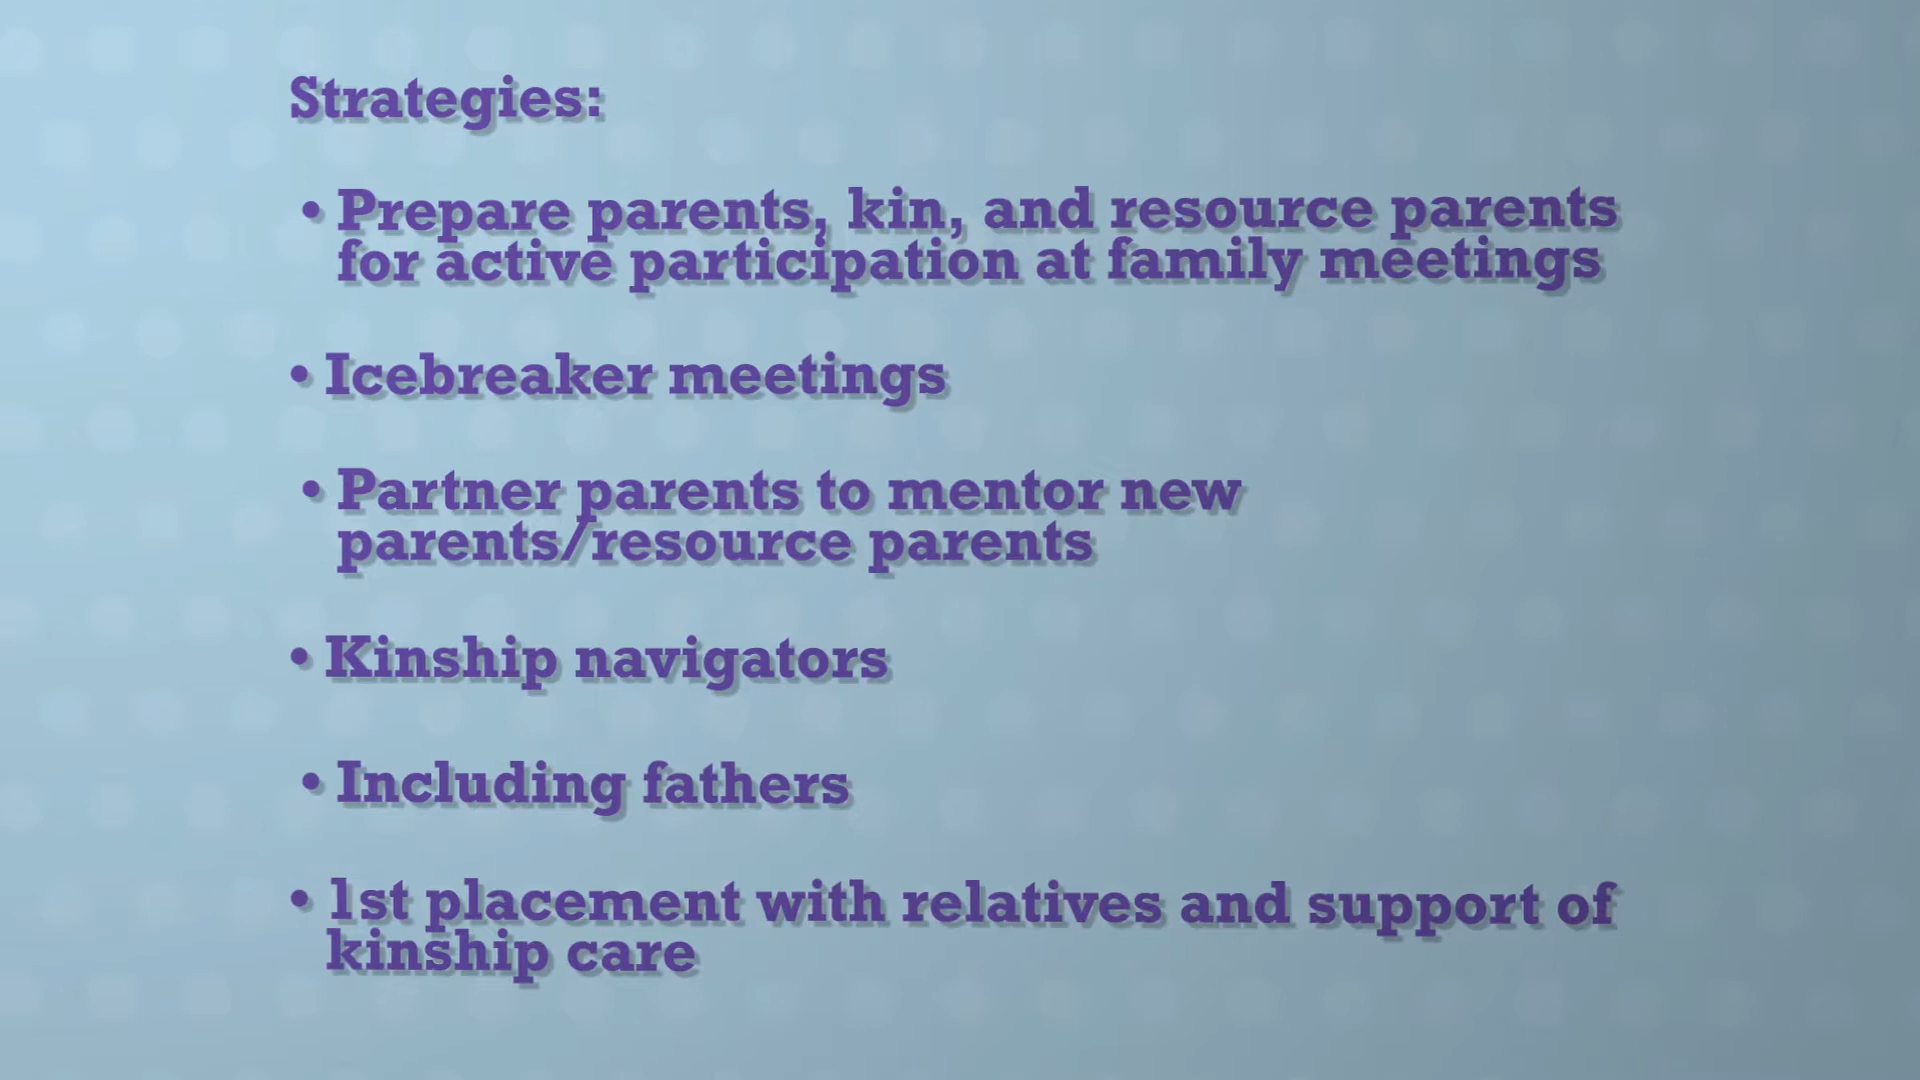 Strategies:
• Prepare parents, kin, and resource parents
for active participation at family meetings
• Icebreaker meetings
• Partner parents to mentor new
parents/resource parents
• Kinship navigators
• Including fathers
• 1st placement with relatives and support of
kinship care